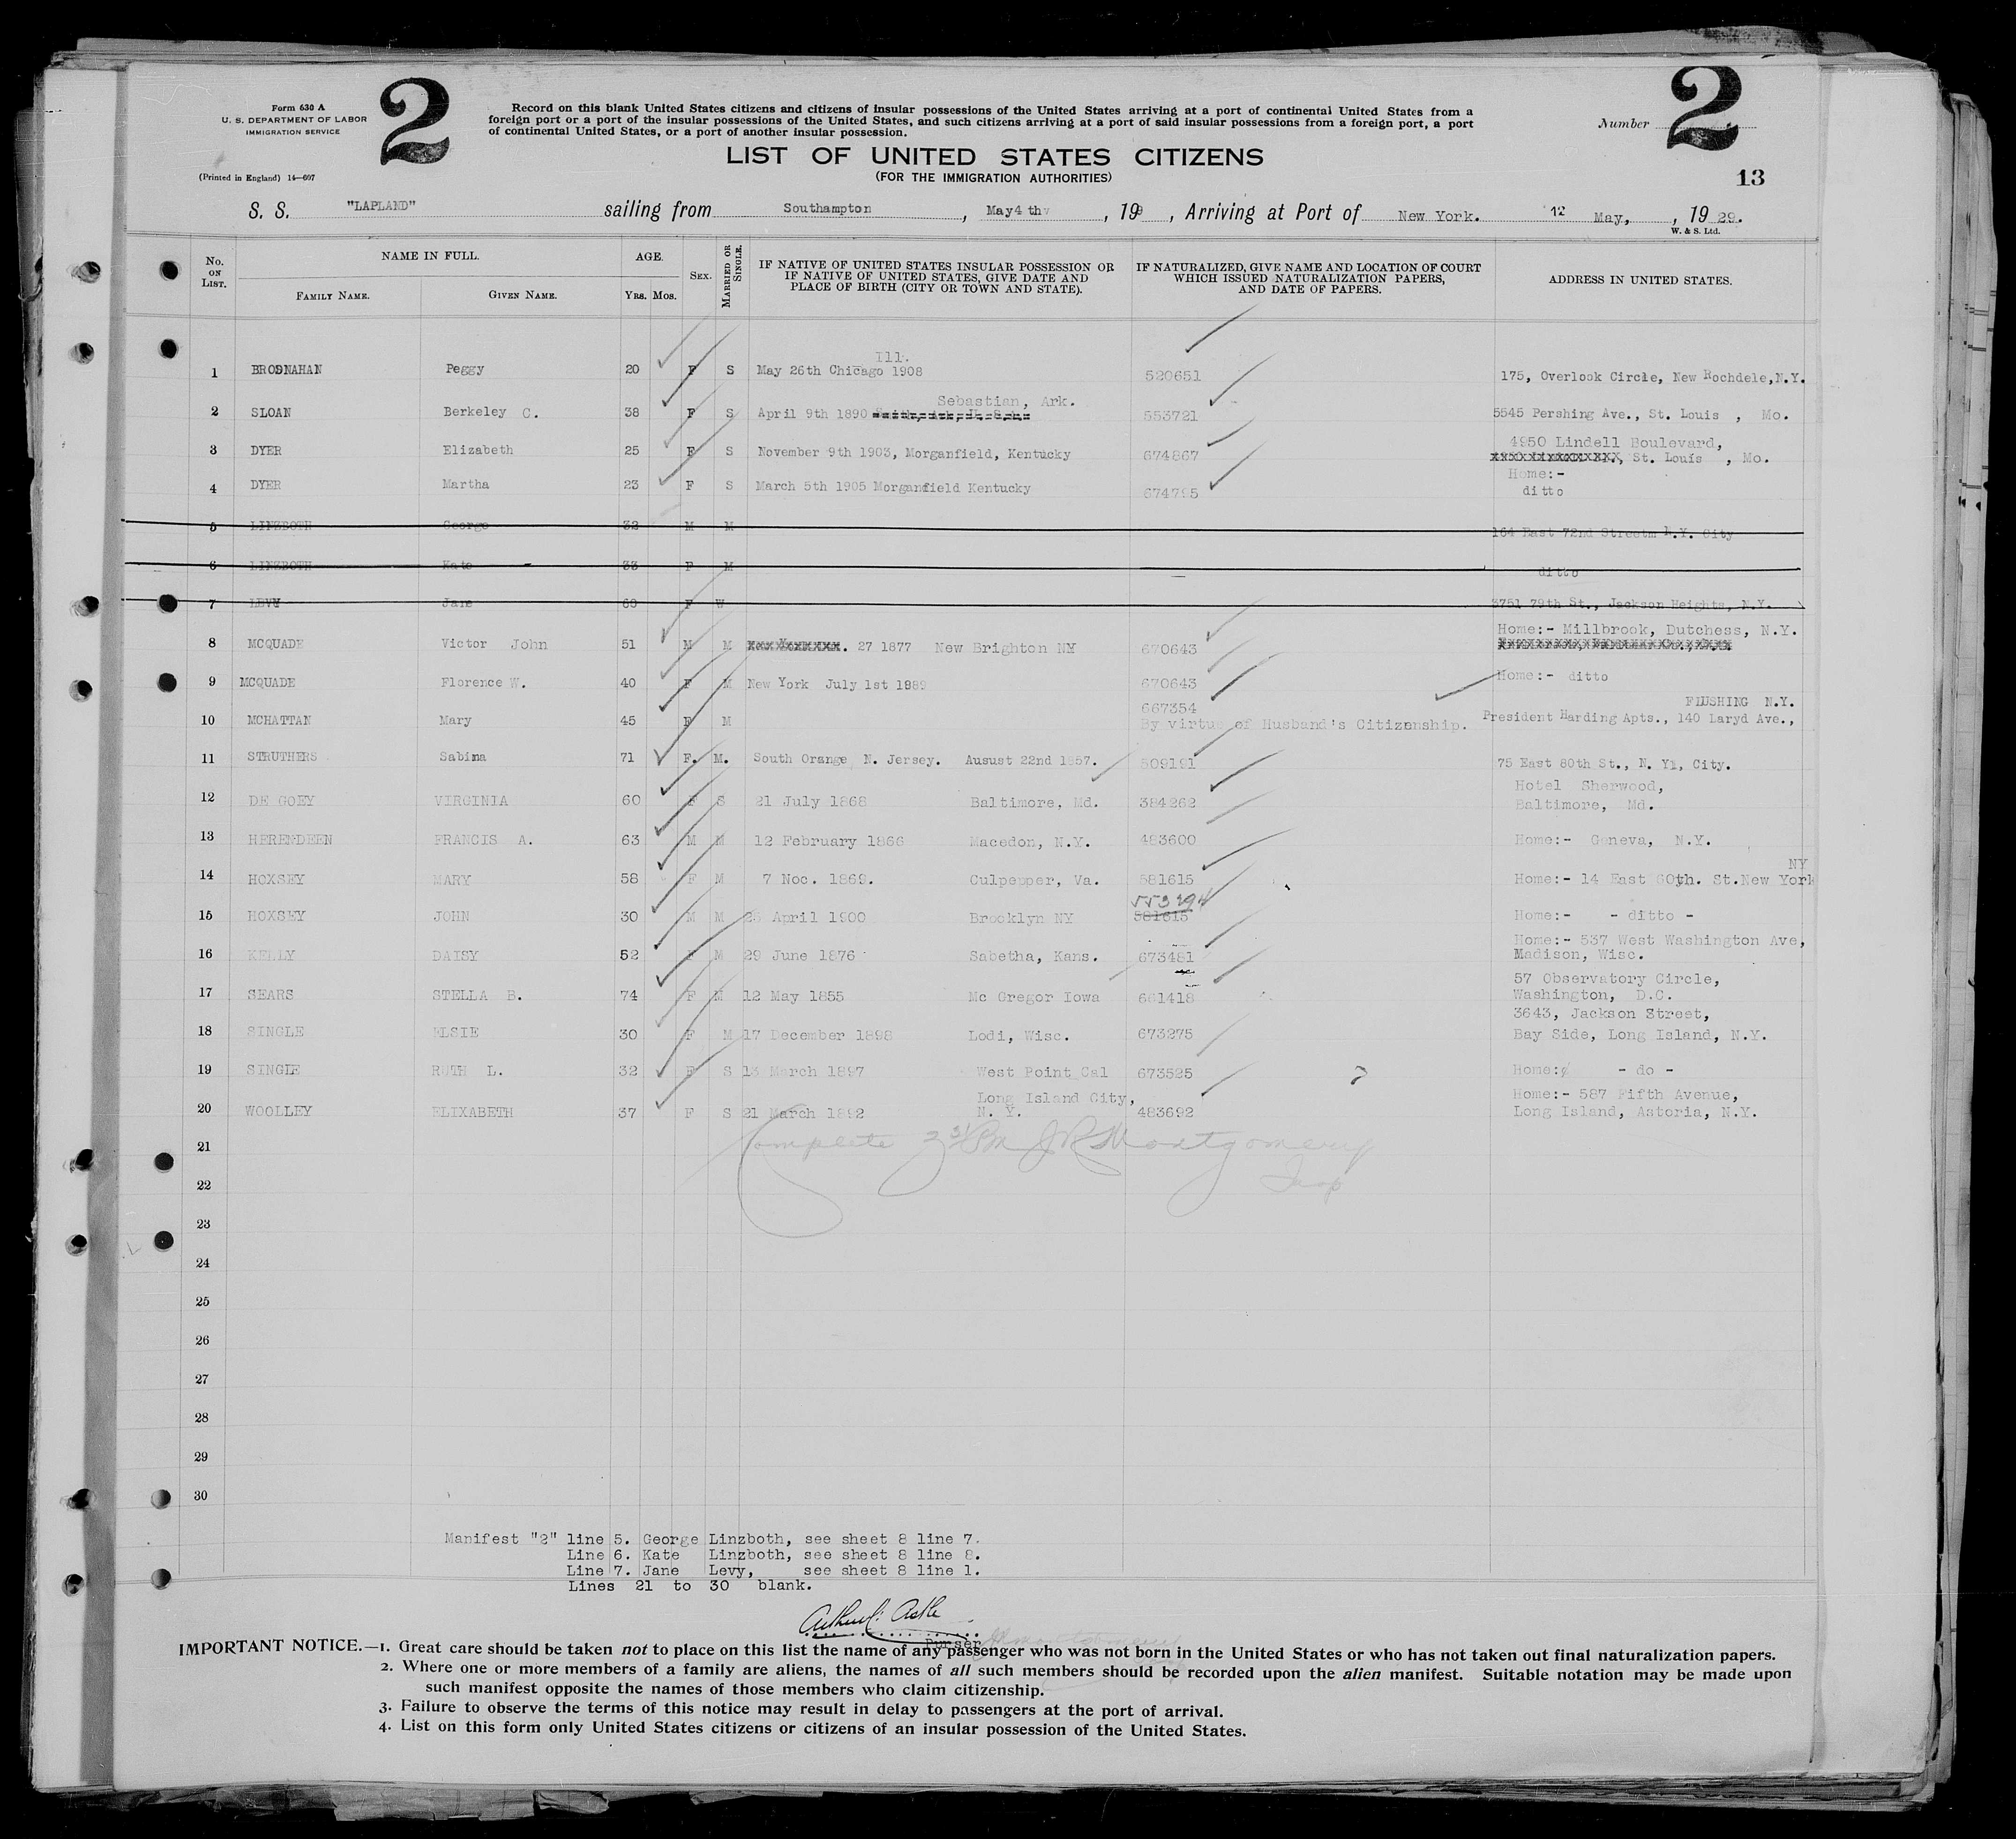 Form 630 A
U. S. DEPARTMENT OF LABOR
IMMIGRATION SERVICE
(Printed in England) 14—607
2
Record on this blank United States citizens and citizens of insular possessions of the United States arriving at a port of continental United States from a
foreign port or a port of the insular possessions of the United States, and such citizens arriving at a port of said insular possessions from a foreign port, a port
of continental United States, or a port of another insular possession.
LIST OF UNITED STATES CITIZENS
(FOR THE IMMIGRATION AUTHORITIES)
Number
2
13
S. S. "LAPLAND" sailing from Southampton, May 4 th, 19 , Arriving at Port of New York. 12 May, , 19 29.
W. & S. Ltd.
No. ON LIST. NAME IN FULL. FAMILY NAME. GIVEN NAME. AGE. YRS. MOS. SEX. MARRIED OR SINGLE.
IF NATIVE OF UNITED STATES INSULAR POSSESSION OR
IF NATIVE OF UNITED STATES, GIVE DATE AND
PLACE OF BIRTH (CITY OR TOWN AND STATE).
IF NATURALIZED, GIVE NAME AND LOCATION OF COURT
WHICH ISSUED NATURALIZATION PAPERS,
AND DATE OF PAPERS.
ADDRESS IN UNITED STATES.
Ill.
1 BROSNAHAN Peggy 20 F S May 26th Chicago 1908 520651 175, Overlook Circle, New Rochdele,N.Y.
Sebastian, Ark.
2 SLOAN Berkeley C. 38 F S April 9th 1890 553721 5545 Pershing Ave., St. Louis , Mo.
4950 Lindell Boulevard,
3 DYER Elizabeth 25 F S November 9th 1903, Morganfield, Kentucky 674867 St. Louis , Mo.
Home:-
4 DYER Martha 23 F S March 5th 1905 Morganfield Kentucky 674795 ditto
5 LINZBOTH George 32 M M 164 East 72nd Streetm N.Y. City
6 LINZBOTH Kate 33 F M ditto
7 LEVY Jane 60 F W 3751 79th St., Jackson Heights, N.Y.
Home:- Millbrook, Dutchess, N.Y.
8 MCQUADE Victor John 51 M M 27 1877 New Brighton NY 670643
9 MCQUADE Florence W. 40 F M New York July 1st 1889 670643 Home:- ditto
667354 FLUSHING N.Y.
10 MCHATTAN Mary 45 F M By virtue of Husband's Citizenship. President Harding Apts., 140 Laryd Ave.,
11 STRUTHERS Sabina 71 F. M. South Orange N. Jersey. Ausust 22nd 1857. 509191 75 East 80th St., N. Y1, City.
Hotel Sherwood,
12 DE GOEY VIRGINIA 60 F S 21 July 1868 Baltimore, Md. 384262 Baltimore, Md.
13 HERENDEEN FRANCIS A. 63 M M 12 February 1866 Macedon, N.Y. 483600 Home:- Geneva, N.Y.
NY
14 HOXSEY MARY 58 F M 7 Noc. 1869. Culpepper, Va. 581615 Home:- 14 East 60th. St.New York
553294
15 HOXSEY JOHN 30 M M 25 April 1900 Brooklyn NY 581615 Home:- - ditto -
Home:- 537 West Washington Ave,
16 KELLY DAISY 52 F M 29 June 1876 Sabetha, Kans. 673481 Madison, Wisc.
57 Observatory Circle,
17 SEARS STELLA B. 74 F M 12 May 1855 Mc Gregor Iowa 661418 Washington, D.C.
3643, Jackson Street,
18 SINGLE ELSIE 30 F M 17 December 1898 Lodi, Wisc. 673275 Bay Side, Long Island, N.Y.
19 SINGLE RUTH L. 32 F S 13 March 1897 West Point Cal 673525 Home: - do -
Long Island City, Home:- 587 Fifth Avenue,
20 WOOLLEY ELIXABETH 37 F S 21 March 1892 N. Y. 483692 Long Island, Astoria, N.Y.
21 Complete JR Montgomery
22 Insp
23
24
25
26
27
28
29
30
Manifest "2" line 5. George Linzboth, see sheet 8 line 7.
Line 6. Kate Linzboth, see sheet 8 line 8.
Line 7. Jane Levy, see sheet 8 line 1.
Lines 21 to 30 blank.
Purser
IMPORTANT NOTICE.—1. Great care should be taken not to place on this list the name of any passenger who was not born in the United States or who has not taken out final naturalization papers.
2. Where one or more members of a family are aliens, the names of all such members should be recorded upon the alien manifest. Suitable notation may be made upon
such manifest opposite the names of those members who claim citizenship.
3. Failure to observe the terms of this notice may result in delay to passengers at the port of arrival.
4. List on this form only United States citizens or citizens of an insular possession of the United States.